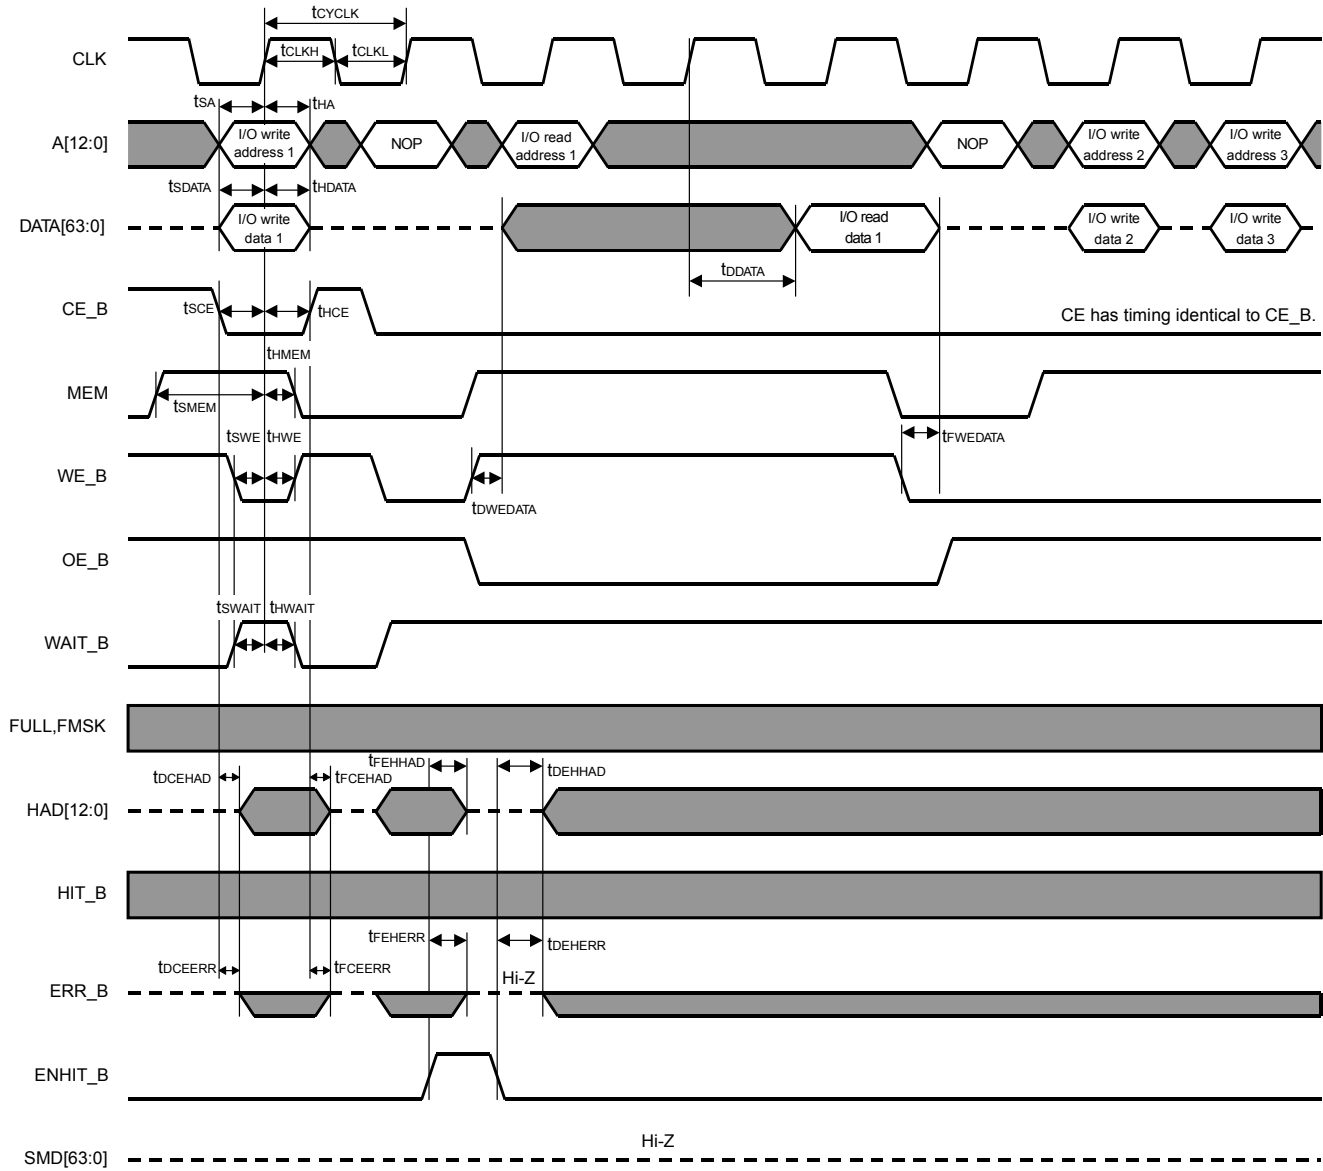 tCYCLK
CLK
tCLKH
tCLKL
tSA
tHA
A[12:0]
I/O write
address 1
NOP
I/O read
address 1
NOP
I/O write
address 2
I/O write
address 3
tSDATA
tHDATA
DATA[63:0]
I/O write
data 1
I/O read
data 1
I/O write
data 2
I/O write
data 3
tDDATA
CE_B
tSCE
tHCE
CE has timing identical to CE_B.
tHMEM
MEM
tSMEM
tSWE
tHWE
tFWEDATA
WE_B
tDWEDATA
OE_B
tSWAIT
tHWAIT
WAIT_B
FULL,FMSK
tFEHHAD
tDEHHAD
tDCEHAD
tFCEHAD
HAD[12:0]
HIT_B
tFEHERR
tDEHERR
tDCEERR
tFCEERR
Hi-Z
ERR_B
ENHIT_B
Hi-Z
SMD[63:0]